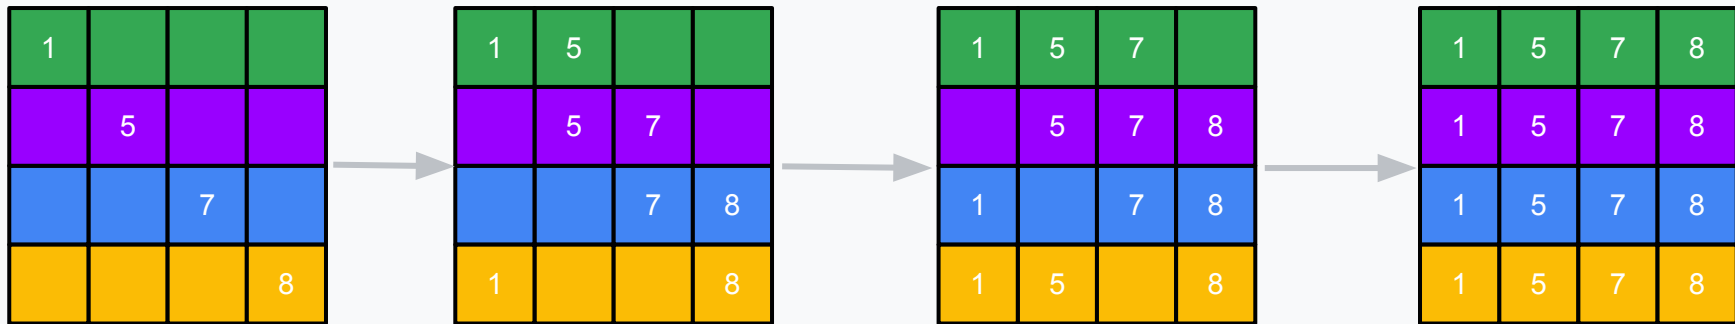 1 1 5 1 5 7 1 5 7 8
5 5 7 5 7 8 1 5 7 8
7 7 8 1 7 8 1 5 7 8
8 1 8 1 5 8 1 5 7 8